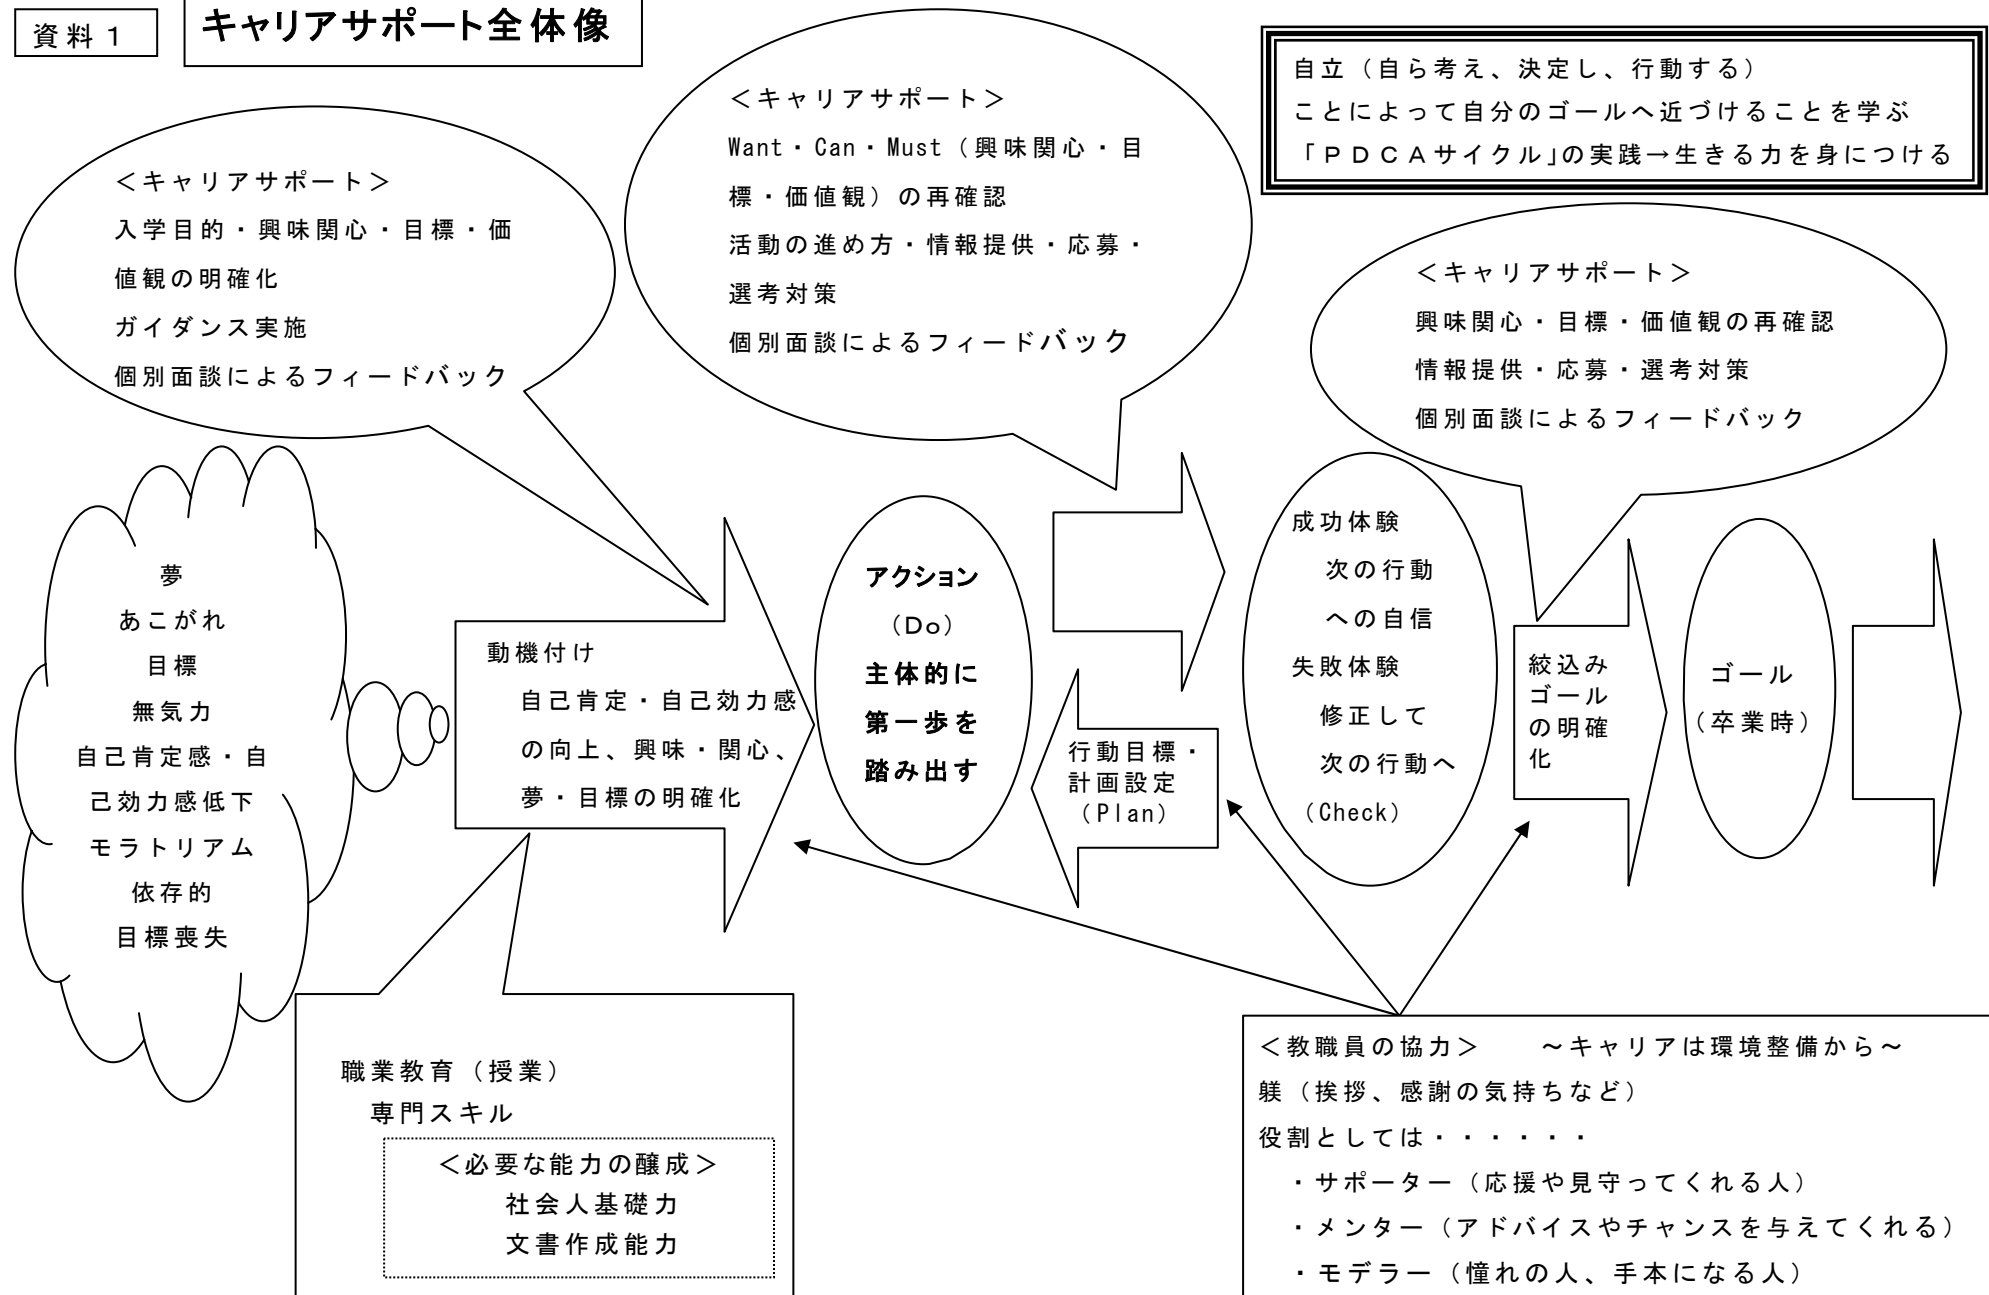 資料１
キャリアサポート全体像
自立（自ら考え、決定し、行動する）
ことによって自分のゴールへ近づけることを学ぶ
「ＰＤＣＡサイクル」の実践→生きる力を身につける
＜キャリアサポート＞
入学目的・興味関心・目標・価
値観の明確化
ガイダンス実施
個別面談によるフィードバック
＜キャリアサポート＞
Want・Can・Must（興味関心・目
標・価値観）の再確認
活動の進め方・情報提供・応募・
選考対策
個別面談によるフィードバック
＜キャリアサポート＞
興味関心・目標・価値観の再確認
情報提供・応募・選考対策
個別面談によるフィードバック
夢
あこがれ
目標
無気力
自己肯定感・自
己効力感低下
モラトリアム
依存的
目標喪失
動機付け
自己肯定・自己効力感
の向上、興味・関心、
夢・目標の明確化
アクション
（Do）
主体的に
第一歩を
踏み出す
行動目標・
計画設定
（Plan）
成功体験
次の行動
への自信
失敗体験
修正して
次の行動へ
（Check）
絞込み
ゴール
の明確
化
ゴール
（卒業時）
職業教育（授業）
専門スキル
＜必要な能力の醸成＞
社会人基礎力
文書作成能力
＜教職員の協力＞　～キャリアは環境整備から～
躾（挨拶、感謝の気持ちなど）
役割としては・・・・・・
・サポーター（応援や見守ってくれる人）
・メンター（アドバイスやチャンスを与えてくれる）
・モデラー（憧れの人、手本になる人）